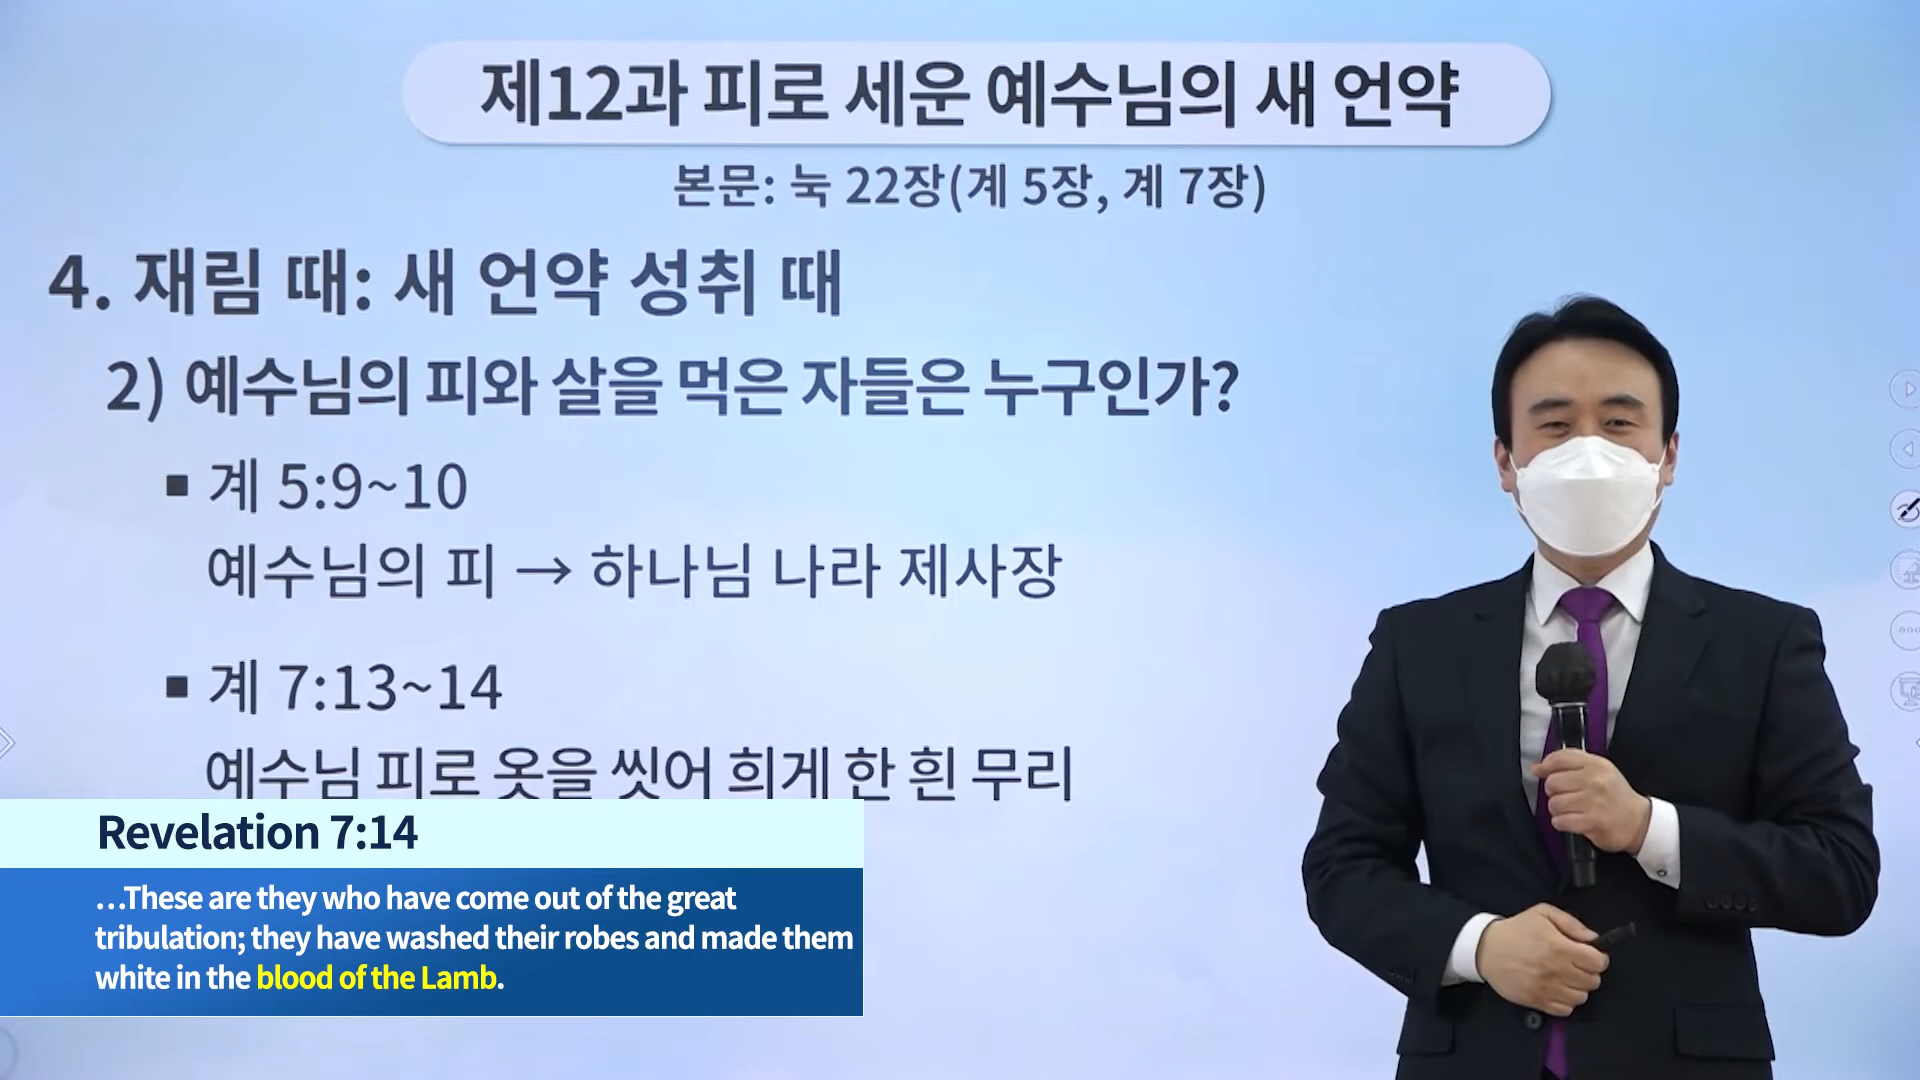 제12과 피로 세운 예수님의 새 언약
본문: 눅 22장(계 5장, 계 7장)
4. 재림 때: 새 언약 성취 때
2) 예수님의 피와 살을 먹은 자들은 누구인가?
▪ 계 5:9~10
예수님의 피 → 하나님 나라 제사장
▪ 계 7:13~14
예수님 피로 옷을 씻어 희게 한 흰 무리
Revelation 7:14
…These are they who have come out of the great
tribulation; they have washed their robes and made them
white in the blood of the Lamb.